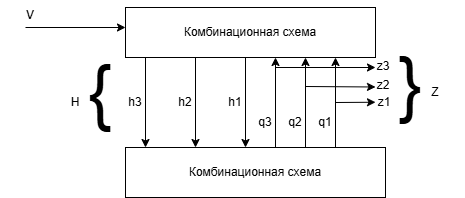 V
Комбинационная схема
z3
z2
z1
H
h3
h2
h1
q3
q2
q1
Z
Комбинационная схема